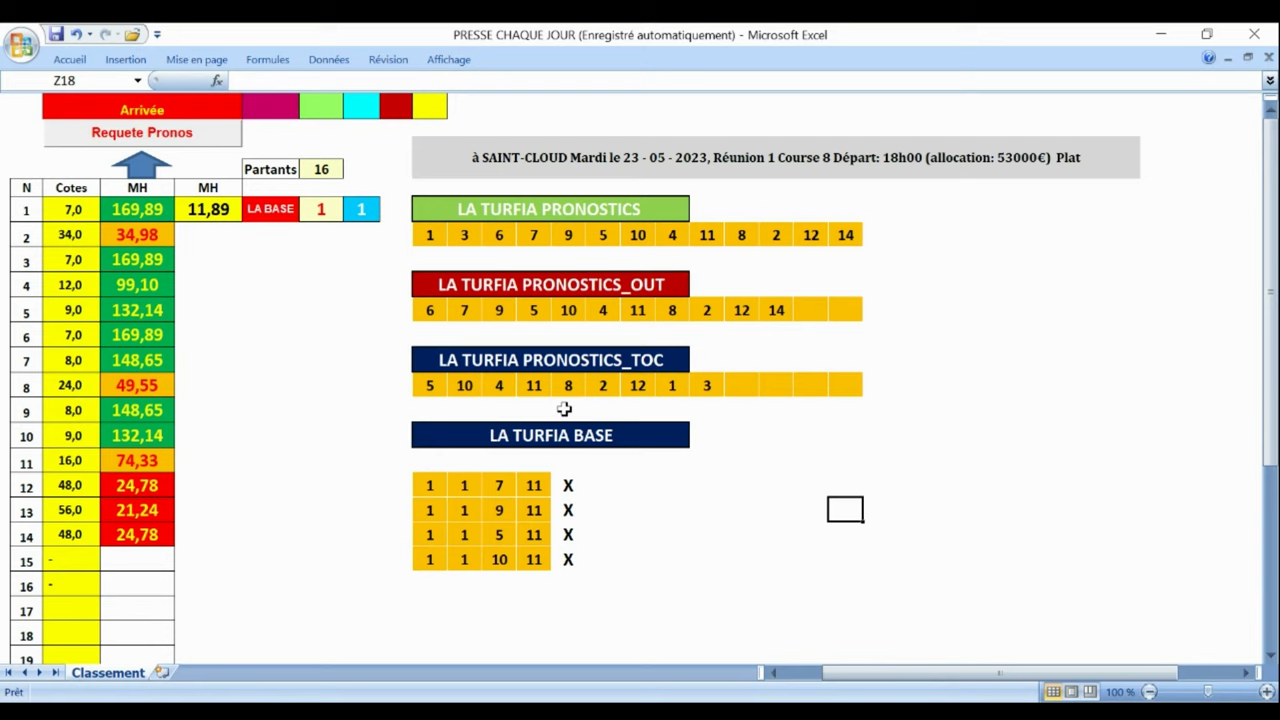 PRESSE CHAQUE JOUR (Enregistré automatiquement) - Microsoft Excel
Accueil Insertion Mise en page Formules Données Révision Affichage
Z18 fx
Arrivée
Requete Pronos
à SAINT-CLOUD Mardi le 23 - 05 - 2023, Réunion 1 Course 8 Départ: 18h00 (allocation: 53000€) Plat
Partants 16
N Cotes MH MH
1 7,0 169,89 11,89 LA BASE 1 1 LA TURFIA PRONOSTICS
2 34,0 34,98 1 3 6 7 9 5 10 4 11 8 2 12 14
3 7,0 169,89
4 12,0 99,10 LA TURFIA PRONOSTICS_OUT
5 9,0 132,14 6 7 9 5 10 4 11 8 2 12 14
6 7,0 169,89
7 8,0 148,65 LA TURFIA PRONOSTICS_TOC
8 24,0 49,55 5 10 4 11 8 2 12 1 3
9 8,0 148,65
10 9,0 132,14 LA TURFIA BASE
11 16,0 74,33
12 48,0 24,78 1 1 7 11 X
13 56,0 21,24 1 1 9 11 X
14 48,0 24,78 1 1 5 11 X
15 - 1 1 10 11 X
16 -
17
18
19
Classement
Prêt 100 %